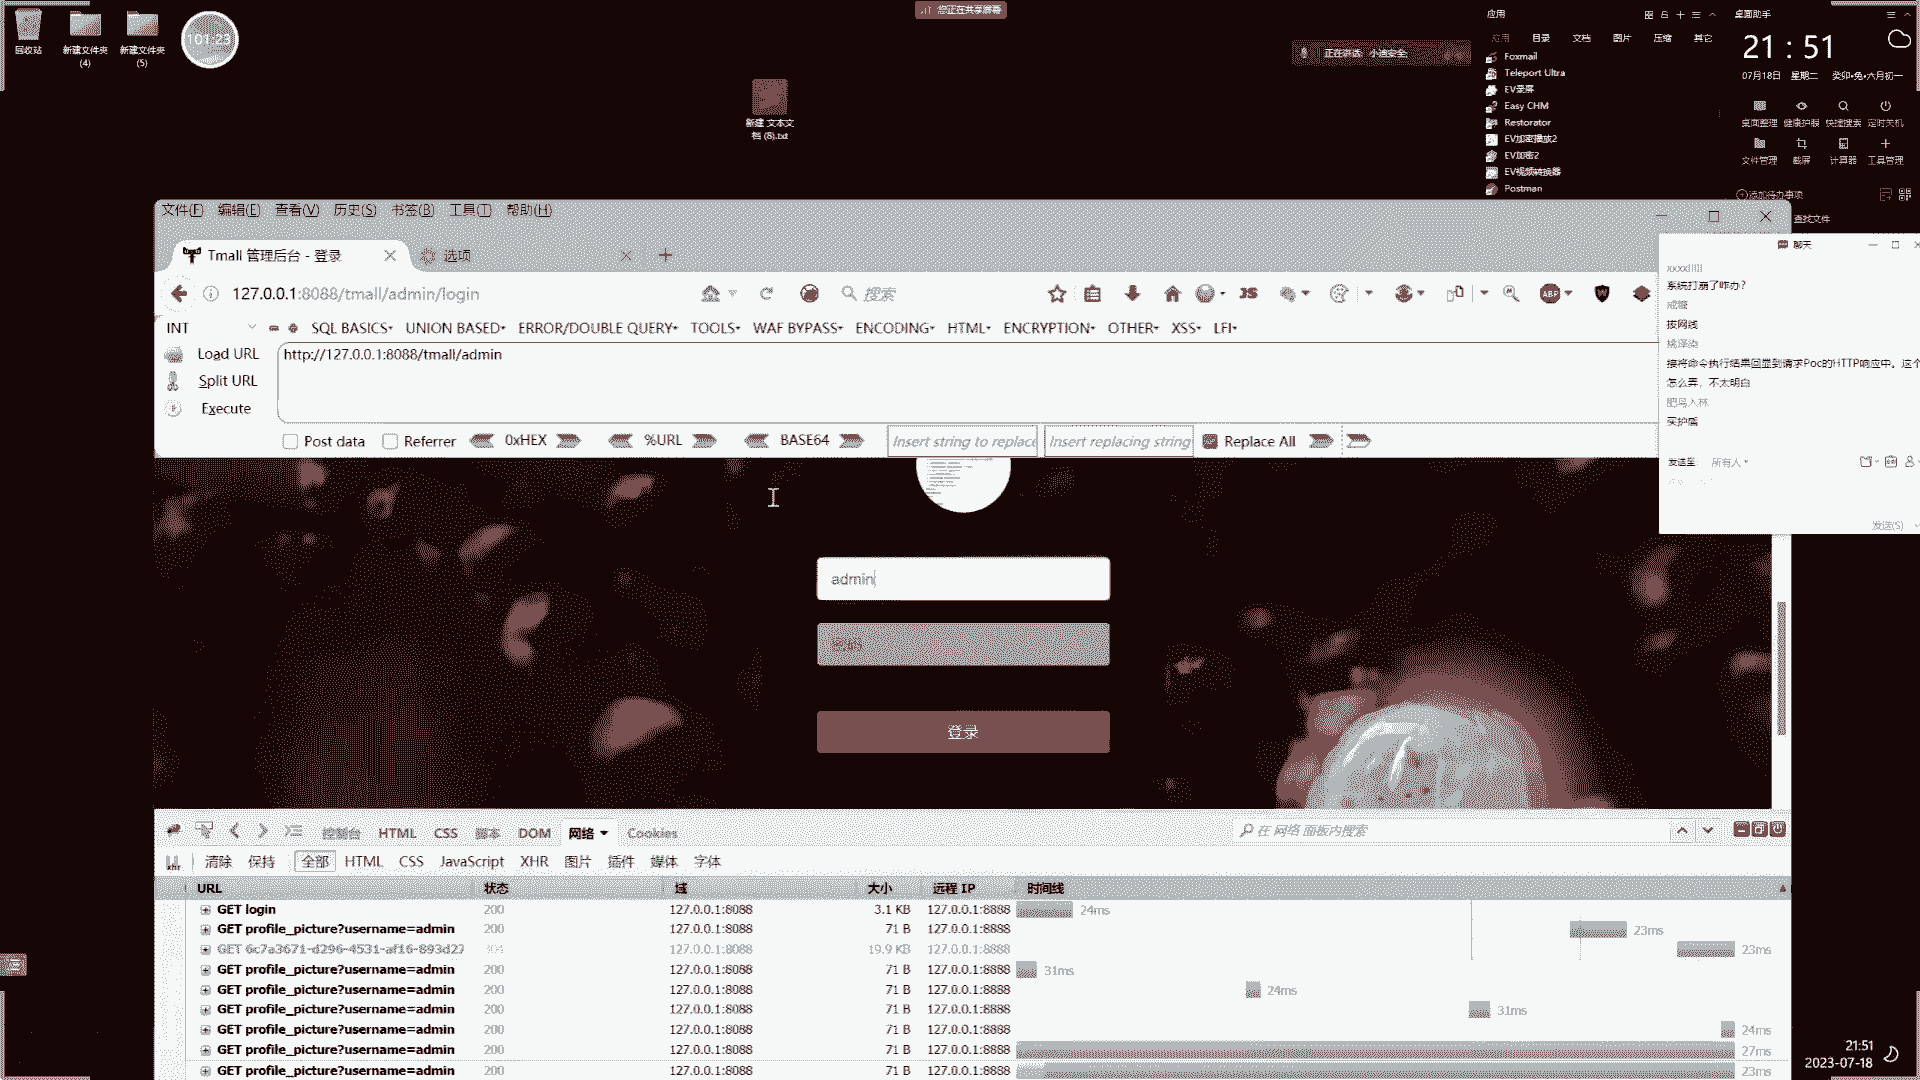 您正在共享屏幕
回收站
新建文件夹 (4)
新建文件夹 (5)
101:23
新建 文本文档 (8).txt
正在讲话: 小迪安全;
应用
应用 目录 文档 图片 压缩 其它
Foxmail
Teleport Ultra
EV录屏
Easy CHM
Restorator
EV加密播放2
EV加密2
EV视频转换器
Postman
桌面助手
21:51
07月18日 星期二 癸卯•兔•六月初一
桌面整理 健康护眼 快捷搜索 定时关机
文件管理 截屏 计算器 工具管理
添加待办事项
查找文件
文件(F) 编辑(E) 查看(V) 历史(S) 书签(B) 工具(T) 帮助(H)
Tmall 管理后台 - 登录
选项
127.0.0.1:8088/tmall/admin/login
搜索
JS
ABP
INT
SQL BASICS UNION BASED ERROR/DOUBLE QUERY TOOLS WAF BYPASS ENCODING HTML ENCRYPTION OTHER XSS LFI
Load URL
http://127.0.0.1:8088/tmall/admin
Split URL
Execute
Post data Referrer 0xHEX %URL BASE64 Insert string to replace Insert replacing string Replace All
聊天
系统打崩了咋办?
戒糖
拔网线
姚泽染
接将命令执行结果回显到请求Poc的HTTP响应中。这个
怎么弄，不太明白
肥鸟入林
买护盾
发送至: 所有人
发送(S)
admin
密码
登录
控制台 HTML CSS 脚本 DOM 网络 Cookies
在 网络 面板内搜索
清除 保持 全部 HTML CSS JavaScript XHR 图片 插件 媒体 字体
URL 状态 域 大小 远程 IP 时间线
GET login 200 127.0.0.1:8088 3.1 KB 127.0.0.1:8888 24ms
GET profile_picture?username=admin 200 127.0.0.1:8088 71 B 127.0.0.1:8888 23ms
GET 6c7a3671-d296-4531-af16-893d27 304 127.0.0.1:8088 19.9 KB 127.0.0.1:8888 23ms
GET profile_picture?username=admin 200 127.0.0.1:8088 71 B 127.0.0.1:8888 31ms
GET profile_picture?username=admin 200 127.0.0.1:8088 71 B 127.0.0.1:8888 24ms
GET profile_picture?username=admin 200 127.0.0.1:8088 71 B 127.0.0.1:8888 31ms
GET profile_picture?username=admin 200 127.0.0.1:8088 71 B 127.0.0.1:8888 24ms
GET profile_picture?username=admin 200 127.0.0.1:8088 71 B 127.0.0.1:8888 27ms
GET profile_picture?username=admin 200 127.0.0.1:8088 71 B 127.0.0.1:8888 23ms
21:51
2023-07-18